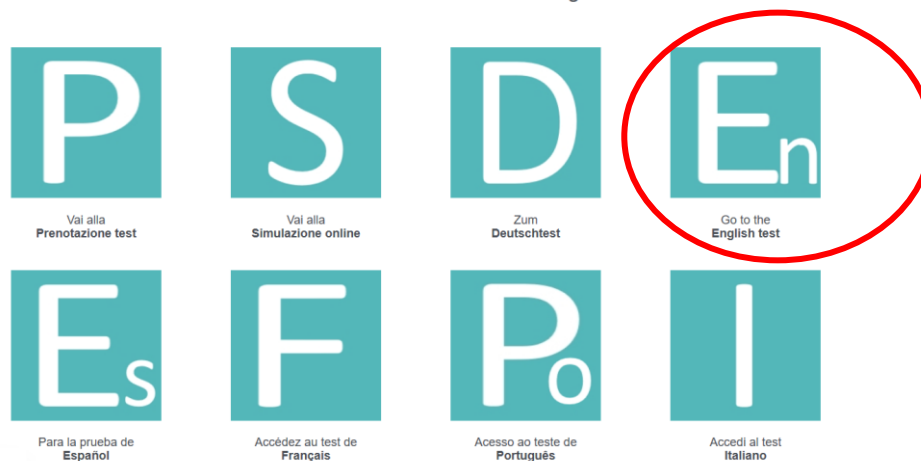 P S D En
Vai alla Vai alla Zum Go to the
Prenotazione test Simulazione online Deutschtest English test
Es F Po I
Para la prueba de Accédez au test de Acesso ao teste de Accedi al test
Español Français Português Italiano